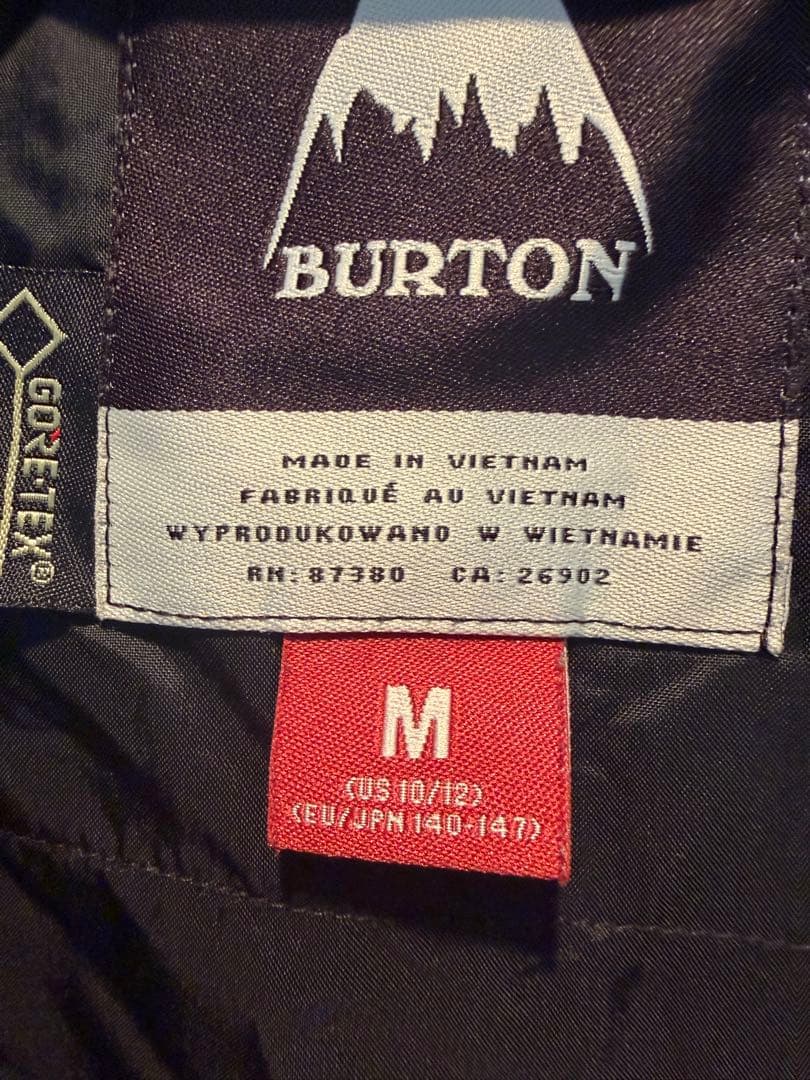 BURTON
GORE-TEX®
MADE IN VIETNAM
FABRIQUÉ AU VIETNAM
WYPRODUKOWANO W WIETNAMIE
RN: 87380 CA: 26902
M
(US 10/12)
(EU/JPN 140-147)